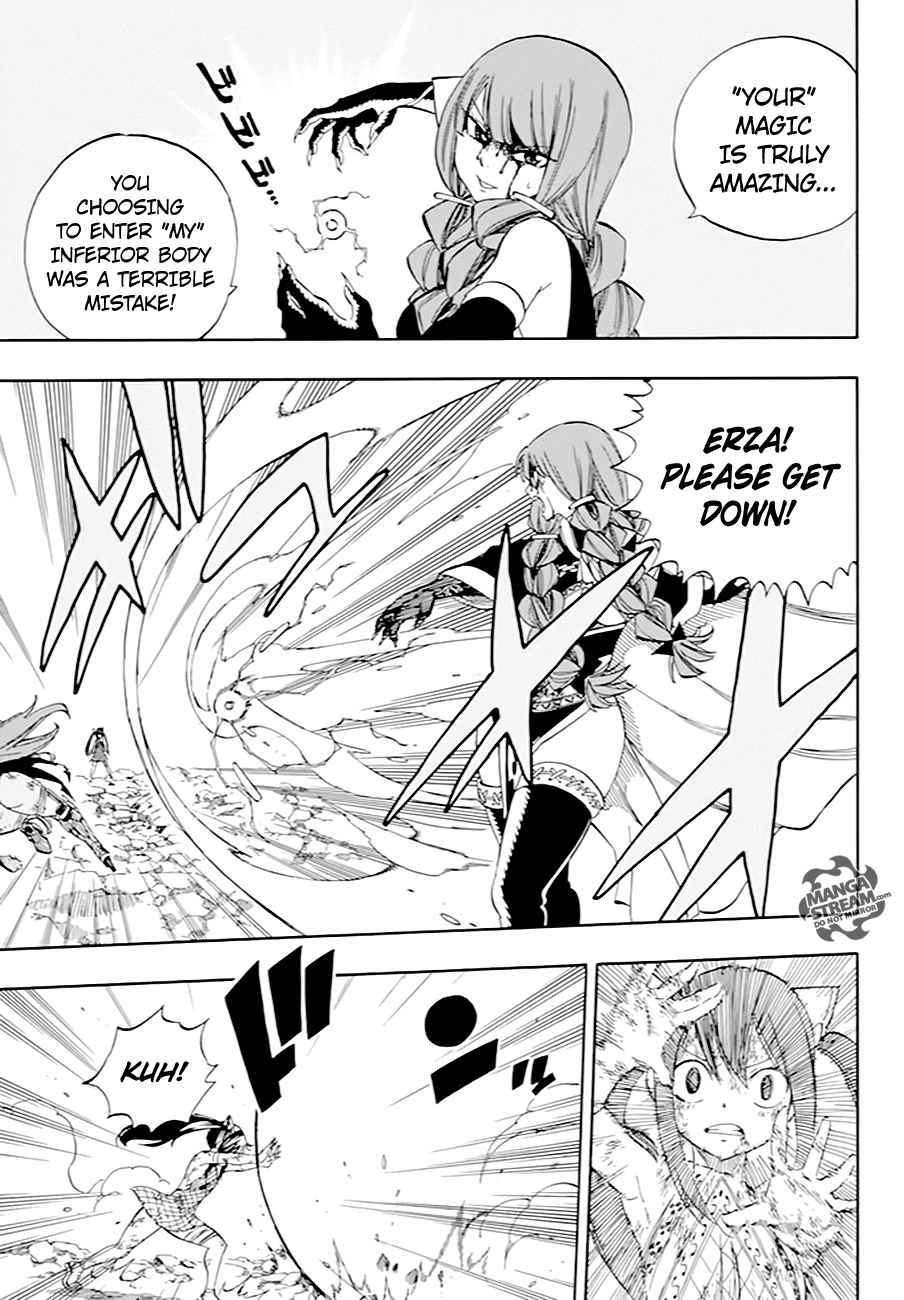 "YOUR"
MAGIC
IS TRULY
AMAZING...
YOU
CHOOSING
TO ENTER "MY"
INFERIOR BODY
WAS A TERRIBLE
MISTAKE!
ERZA!
PLEASE GET
DOWN!
MANGA
STREAM.com
DO NOT MIRROR
KUH!